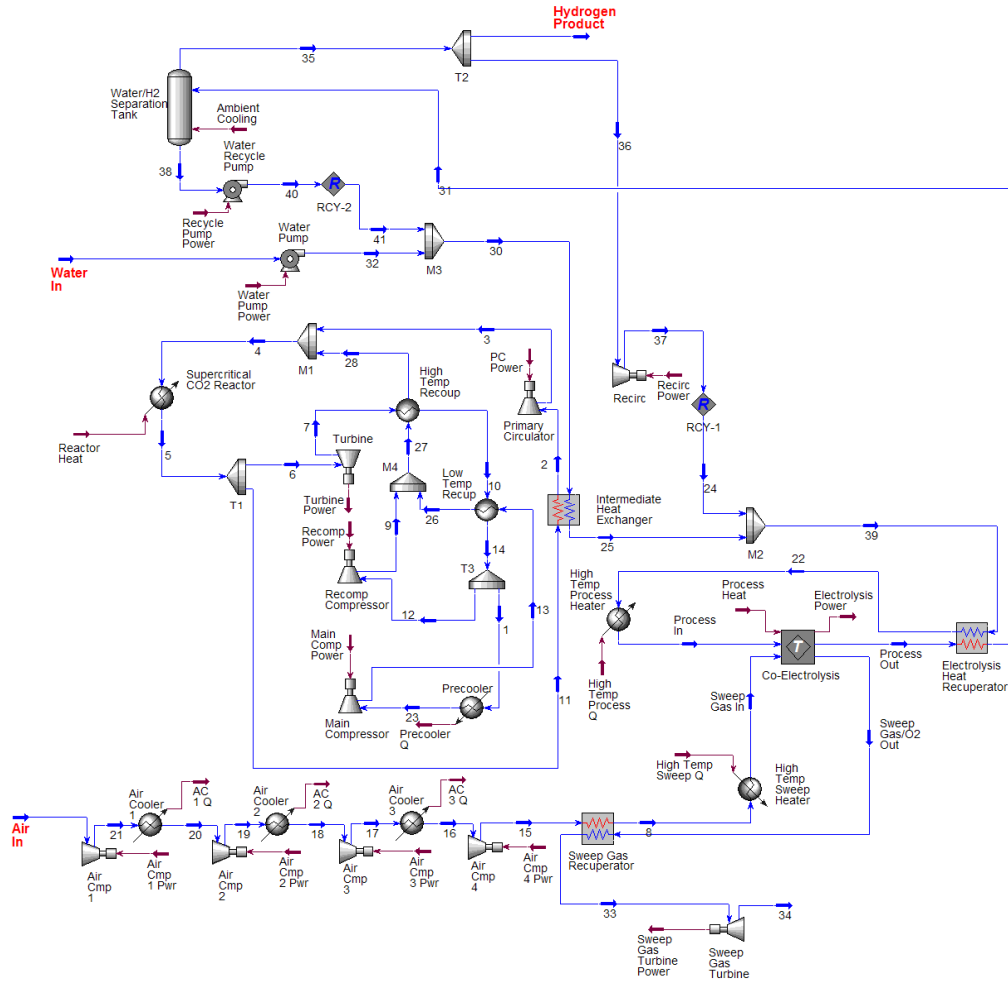 Hydrogen
Product
35
T2
Water/H2
Separation
Tank
Ambient
Cooling
36
38
Water
Recycle
Pump
31
40
RCY-2
Recycle
Pump
Power
41
Water
Pump
30
32
M3
Water
In
Water
Pump
Power
3
37
4
28
PC
Power
M1
High
Temp
Recoup
Supercritical
CO2 Reactor
Recirc
Recirc
Power
Primary
Circulator
RCY-1
7
Turbine
27
Reactor
Heat
5
6
2
M4
Low
Temp
Recup
10
T1
Turbine
Power
24
Intermediate
Heat
Exchanger
9
26
Recomp
Power
25
39
14
M2
22
T3
High
Temp
Process
Heater
Process
Heat
Electrolysis
Power
Recomp
Compressor
12
1
13
Process
In
Main
Comp
Power
Process
Out
T
Co-Electrolysis
Electrolysis
Heat
Recuperator
High
Temp
Process
Q
Precooler
11
Sweep
Gas In
Main
Compressor
23
Precooler
Q
Sweep
Gas/O2
Out
High Temp
Sweep Q
High
Temp
Sweep
Heater
Air
Cooler
1
AC
1 Q
Air
Cooler
2
AC
2 Q
Air
Cooler
3
AC
3 Q
Air
In
21
20
19
18
17
16
15
8
Air
Cmp
1
Air
Cmp
1 Pwr
Air
Cmp
2
Air
Cmp
2 Pwr
Air
Cmp
3
Air
Cmp
3 Pwr
Air
Cmp
4
Air
Cmp
4 Pwr
Sweep Gas
Recuperator
33
34
Sweep
Gas
Turbine
Power
Sweep
Gas
Turbine
R
R